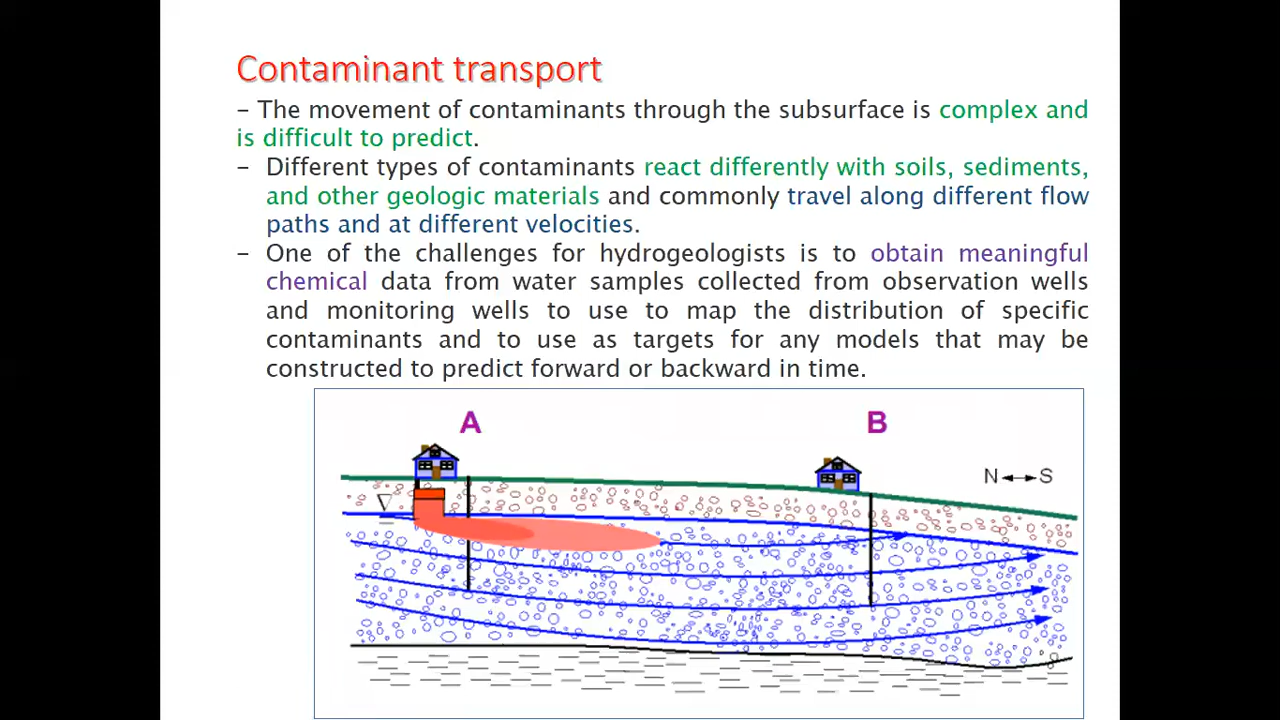 Contaminant transport
– The movement of contaminants through the subsurface is complex and
is difficult to predict.
– Different types of contaminants react differently with soils, sediments,
and other geologic materials and commonly travel along different flow
paths and at different velocities.
– One of the challenges for hydrogeologists is to obtain meaningful
chemical data from water samples collected from observation wells
and monitoring wells to use to map the distribution of specific
contaminants and to use as targets for any models that may be
constructed to predict forward or backward in time.
A B
N S